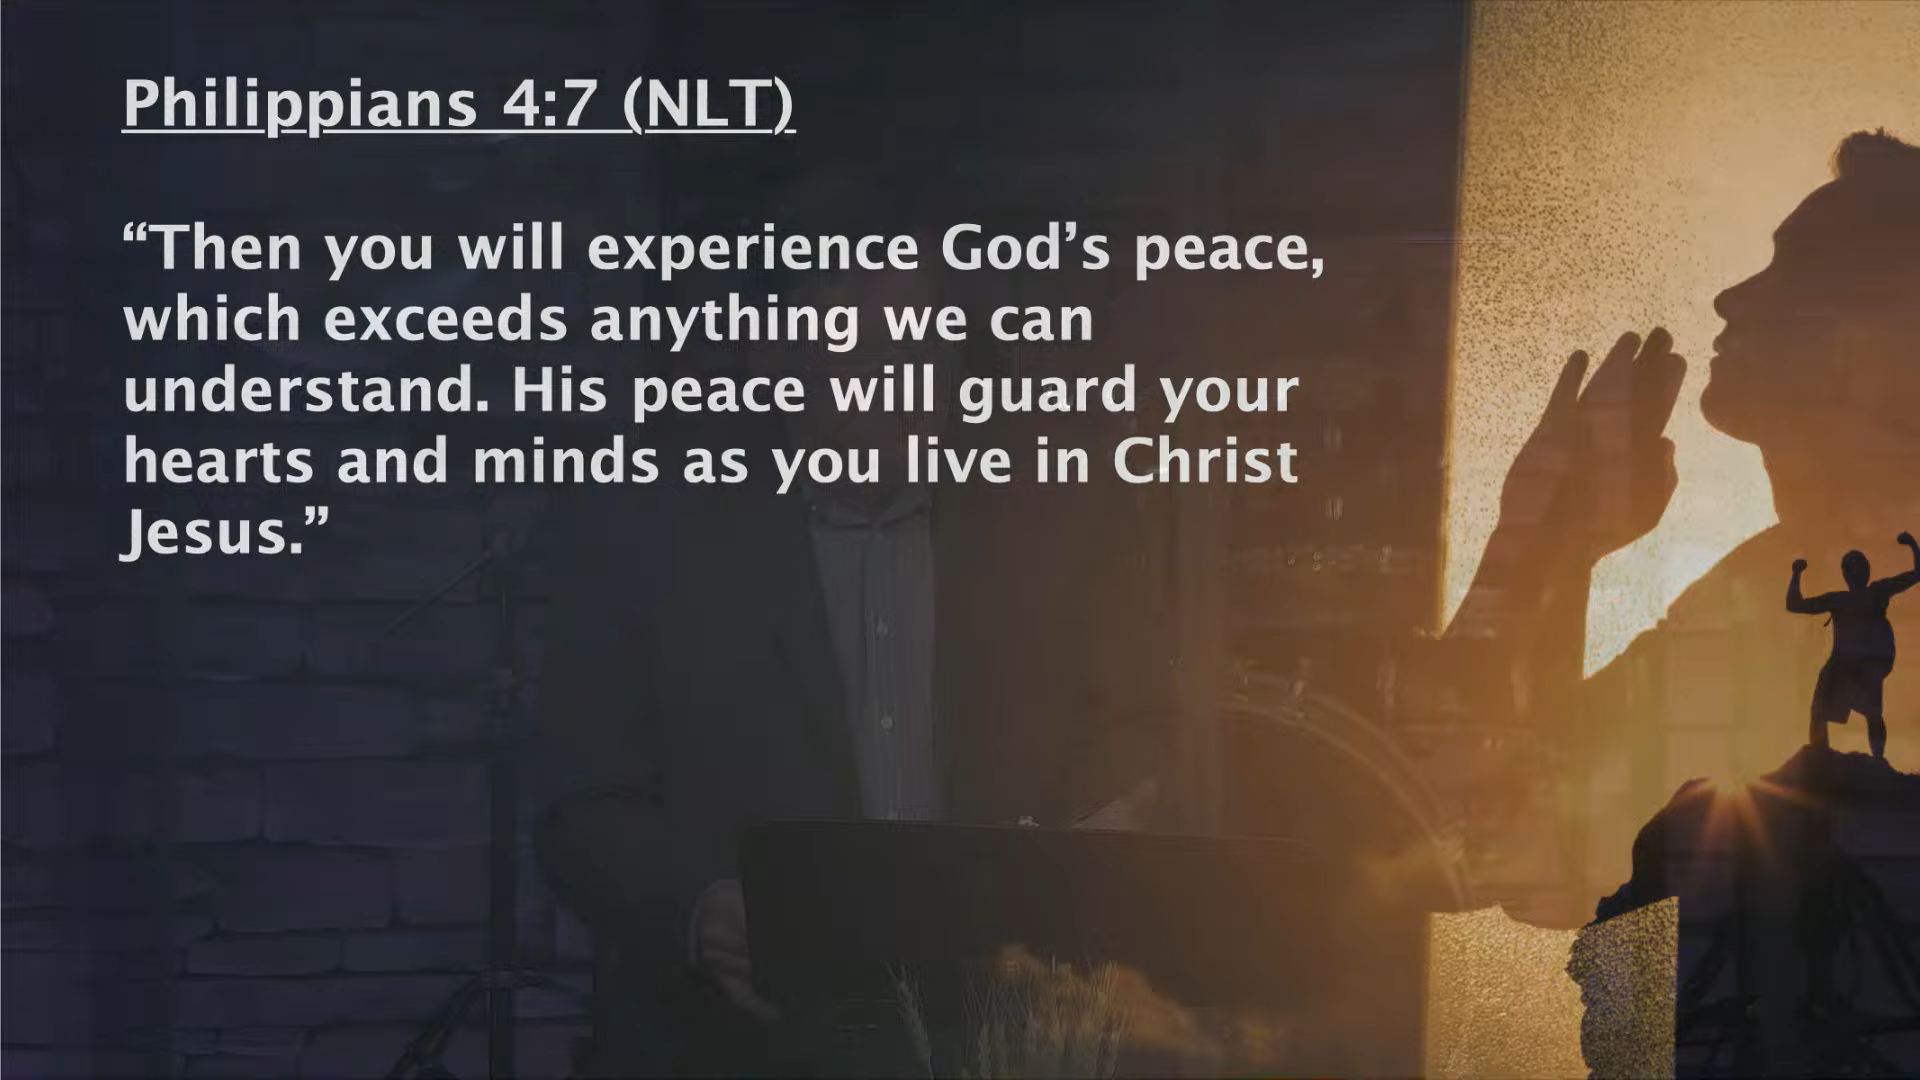 Philippians 4:7 (NLT)
“Then you will experience God’s peace,
which exceeds anything we can
understand. His peace will guard your
hearts and minds as you live in Christ
Jesus.”